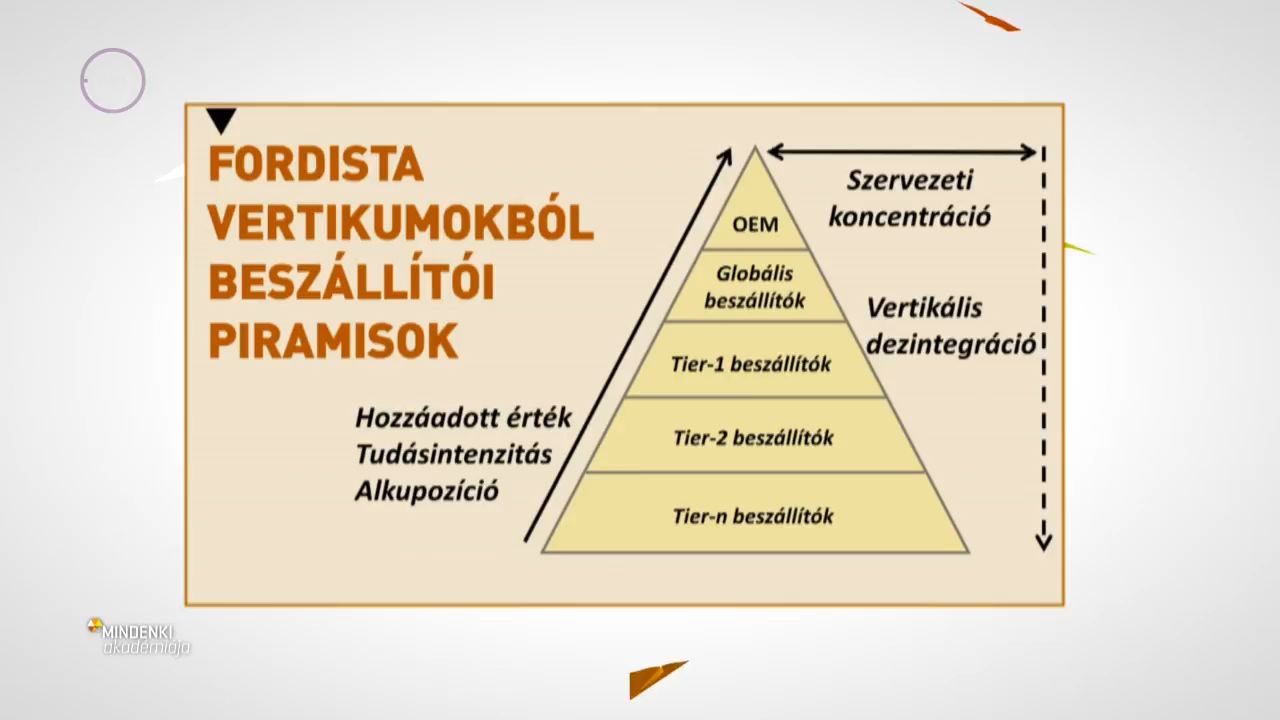 FORDISTA
VERTIKUMOKBÓL
BESZÁLLÍTÓI
PIRAMISOK
Hozzáadott érték
Tudásintenzitás
Alkupozíció
OEM
Globális
beszállítók
Tier-1 beszállítók
Tier-2 beszállítók
Tier-n beszállítók
Szervezeti
koncentráció
Vertikális
dezintegráció
MINDENKI
akadémiája